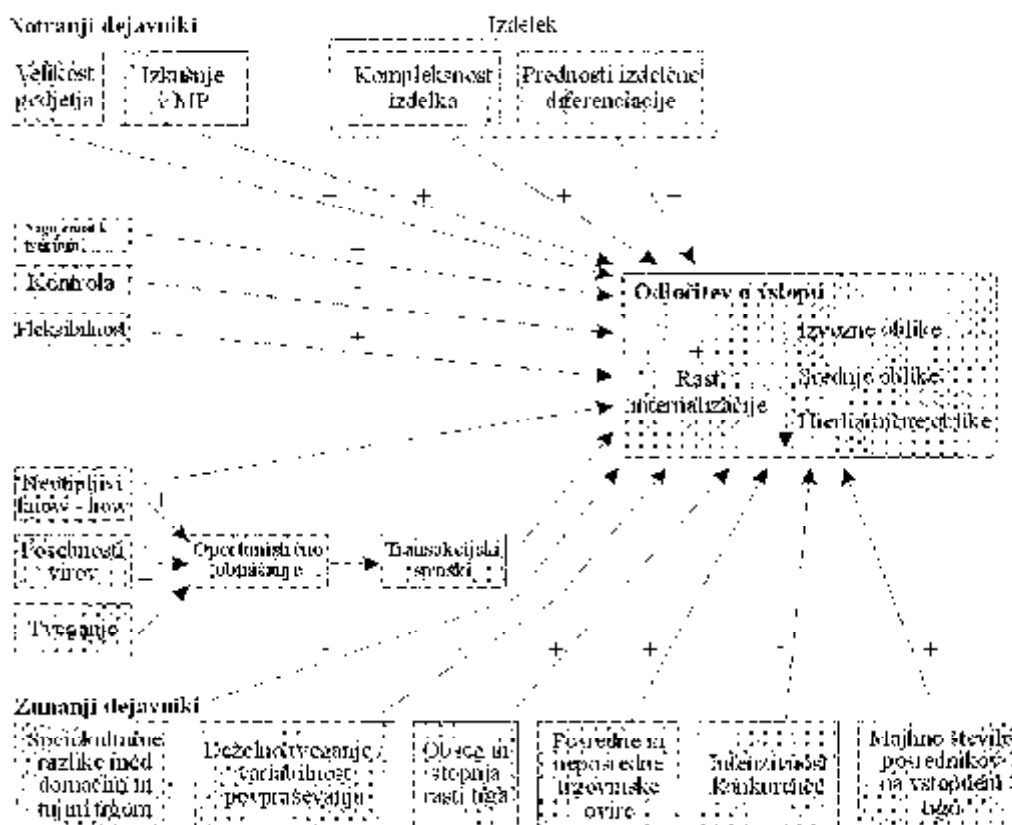 Notranji dejavniki
Izdelek
Velikost
podjetja
Izkušnje
v MP
Kompleksnost
izdelka
Prednosti izdelčne
diferenciacije
–
+
+
–
–
Kontrola
-
Fleksibilnost
+
Odločitev o vstopu
+
Rast
internalizacije
Izvozne oblike
Srednje oblike
Hierarhične oblike
know - how
Posebnosti
virov
Tveganje
Oportunistično
obnašanje
Transakcijski
stroški
-
-
+
+
-
+
Zunanji dejavniki
Sociokulturne
razlike med
domačim in
tujimi trgom
Deželno tveganje /
variabilnost
povpraševanja
Obseg in
stopnja
rasti trga
Posredne in
neposredne
trgovinske
ovire
Intenzivnost
konkurence
Majhno število
posrednikov
na vstopnem
trgu